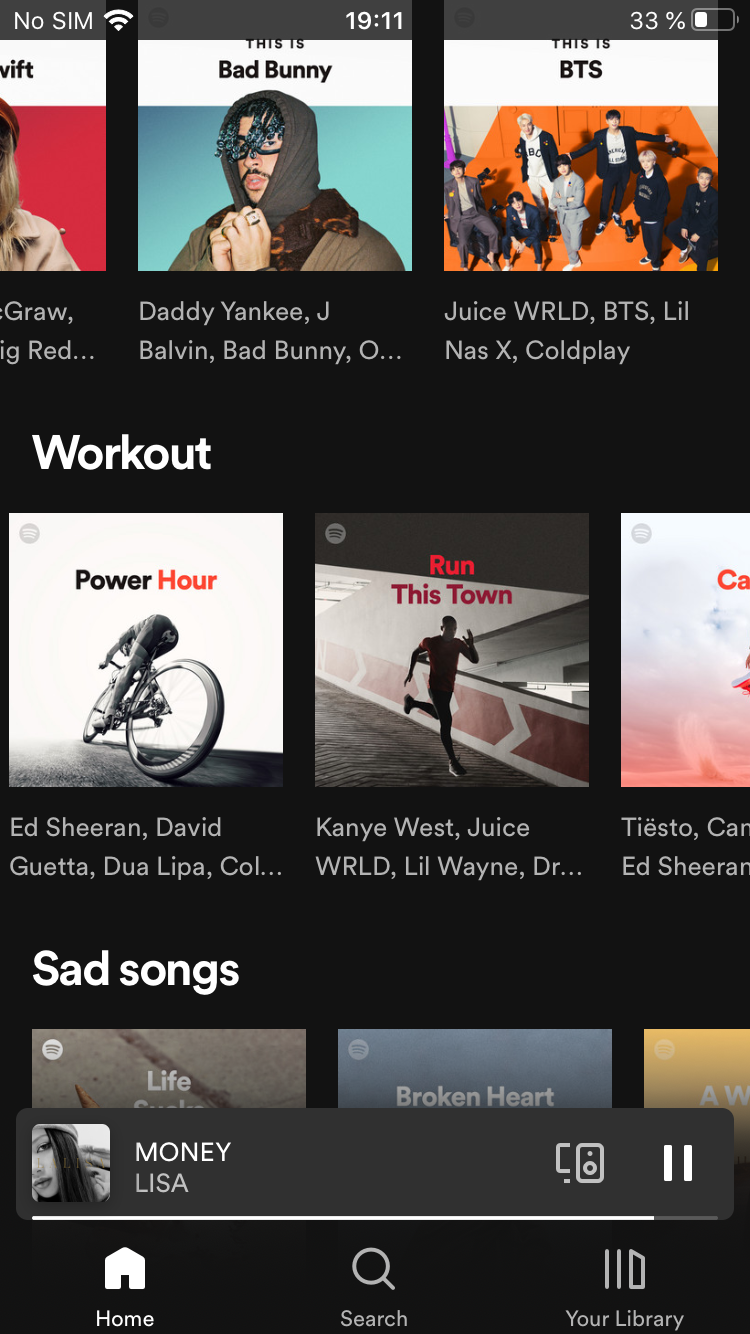 No SIM 19:11 33 %
THIS IS
THIS IS
wift
Bad Bunny
BTS
cGraw,
ig Red...
Daddy Yankee, J
Balvin, Bad Bunny, O...
Juice WRLD, BTS, Lil
Nas X, Coldplay
Workout
Power Hour
Run
This Town
Ca
Ed Sheeran, David
Guetta, Dua Lipa, Col...
Kanye West, Juice
WRLD, Lil Wayne, Dr...
Tiësto, Cam
Ed Sheeran
Sad songs
Life
Sucks
Broken Heart
A W
MONEY
LISA
Home
Search
Your Library